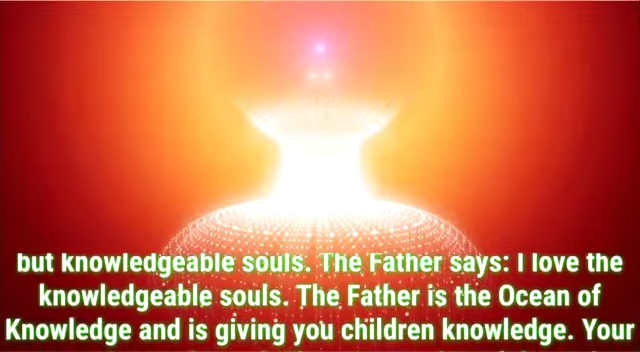 but knowledgeable souls. The Father says: I love the
knowledgeable souls. The Father is the Ocean of
Knowledge and is giving you children knowledge. Your